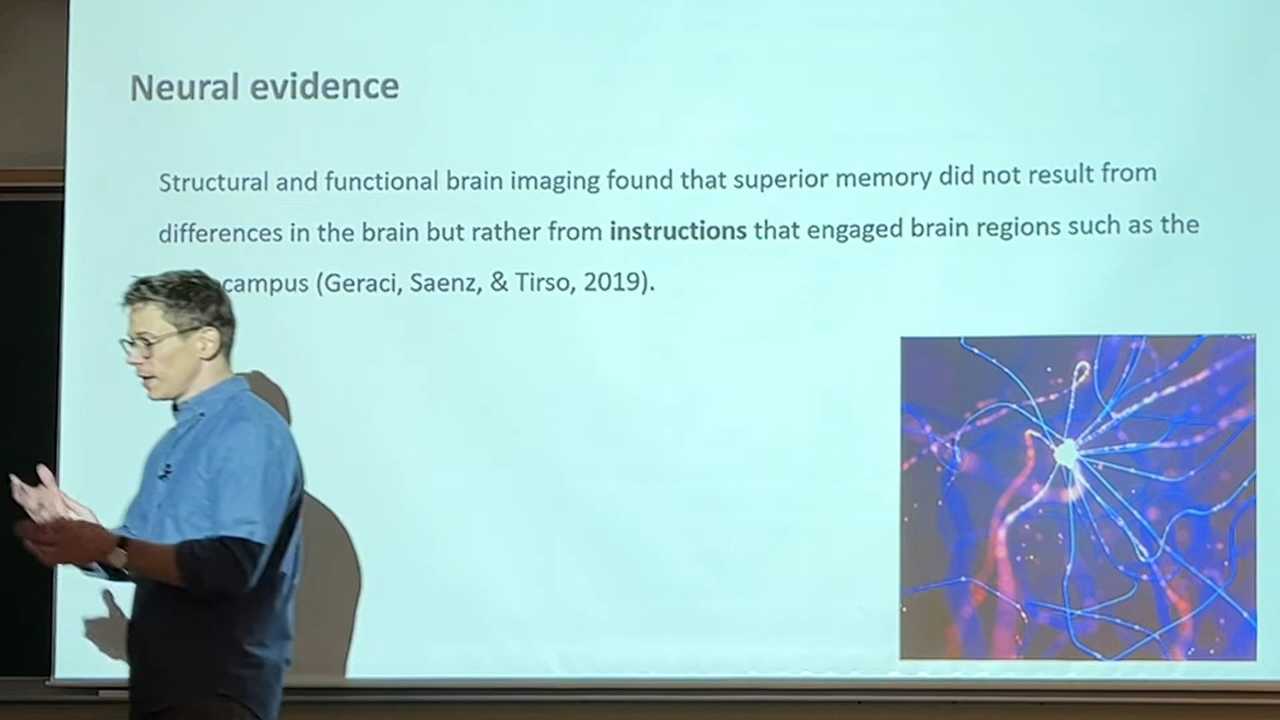 Neural evidence
Structural and functional brain imaging found that superior memory did not result from
differences in the brain but rather from instructions that engaged brain regions such as the
campus (Geraci, Saenz, & Tirso, 2019).